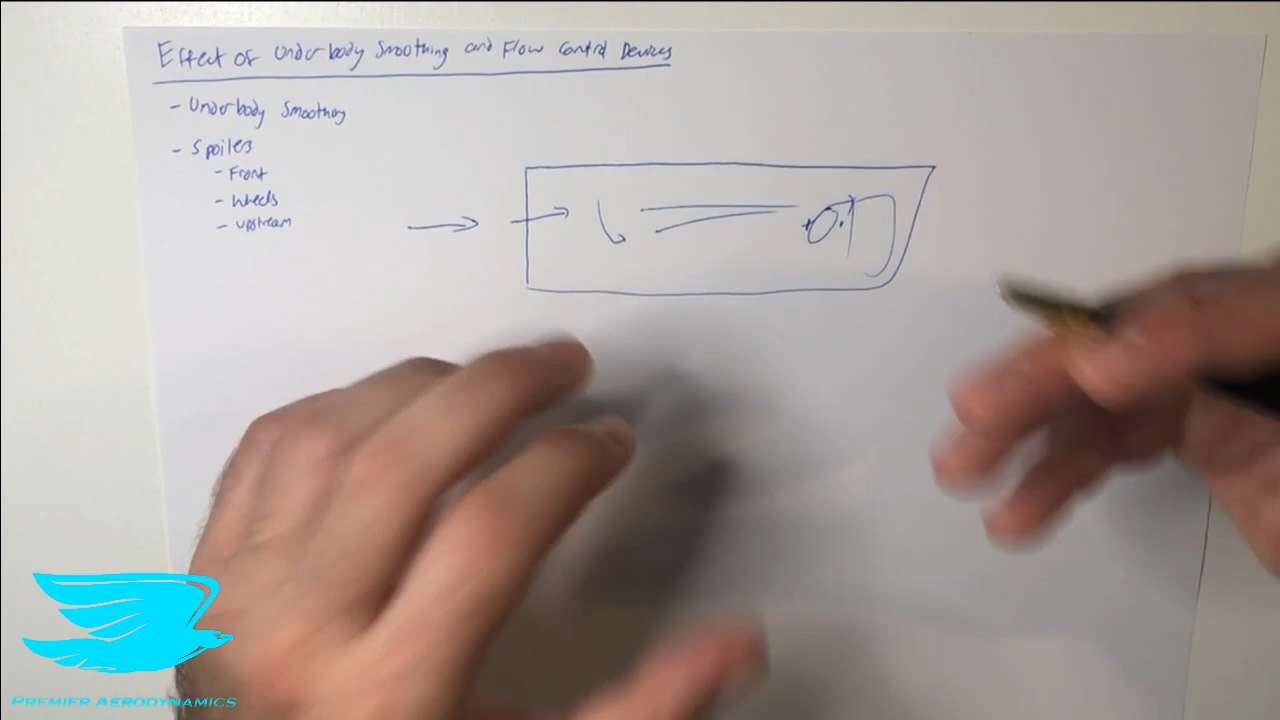 Effect of Underbody Smoothing and Flow Control Devices
- Underbody Smoothing
- Spoilers
- Front
- Wheels
- upstream
PREMIER AERODYNAMICS